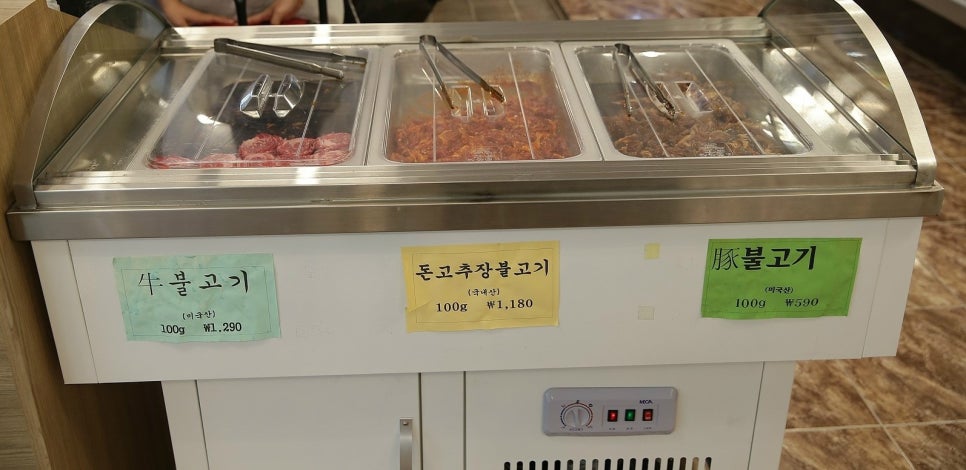 牛불고기
(미국산)
100g ₩1,290
돈고추장불고기
(국내산)
100g ₩1,180
豚불고기
(미국산)
100g ₩590